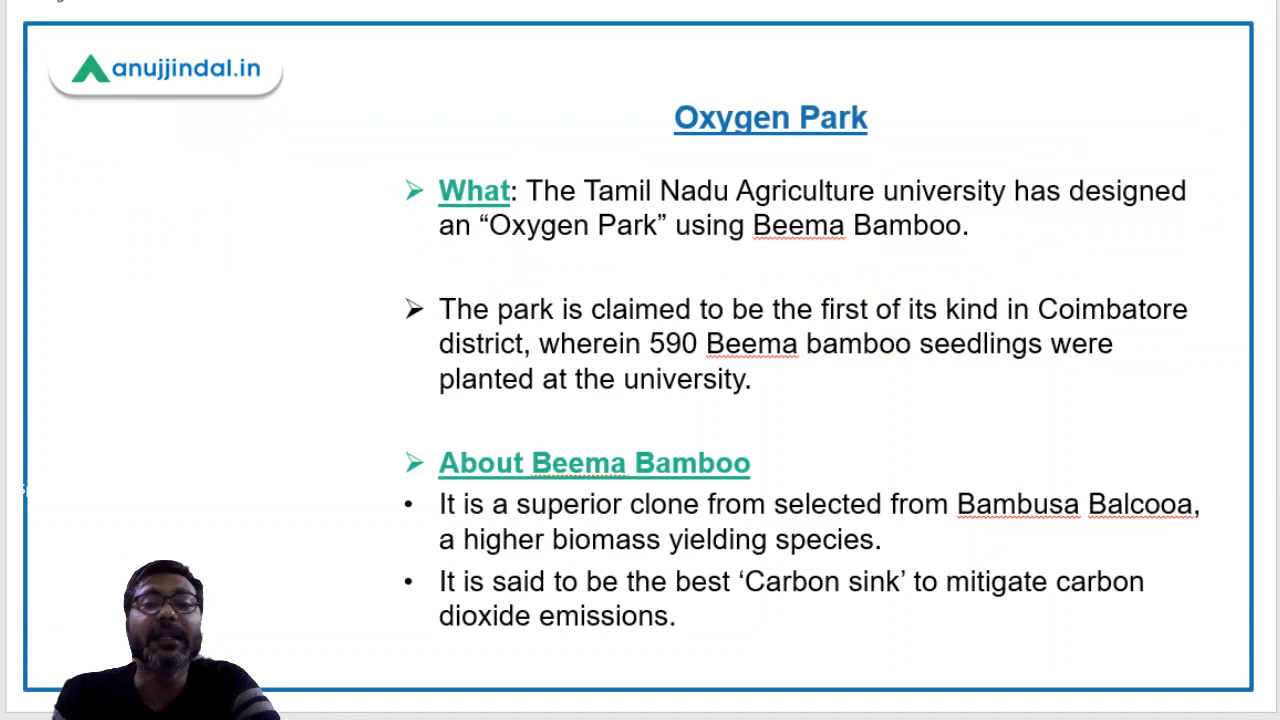 anujjindal.in
Oxygen Park
What: The Tamil Nadu Agriculture university has designed
an “Oxygen Park” using Beema Bamboo.
The park is claimed to be the first of its kind in Coimbatore
district, wherein 590 Beema bamboo seedlings were
planted at the university.
About Beema Bamboo
• It is a superior clone from selected from Bambusa Balcooa,
a higher biomass yielding species.
• It is said to be the best ‘Carbon sink’ to mitigate carbon
dioxide emissions.